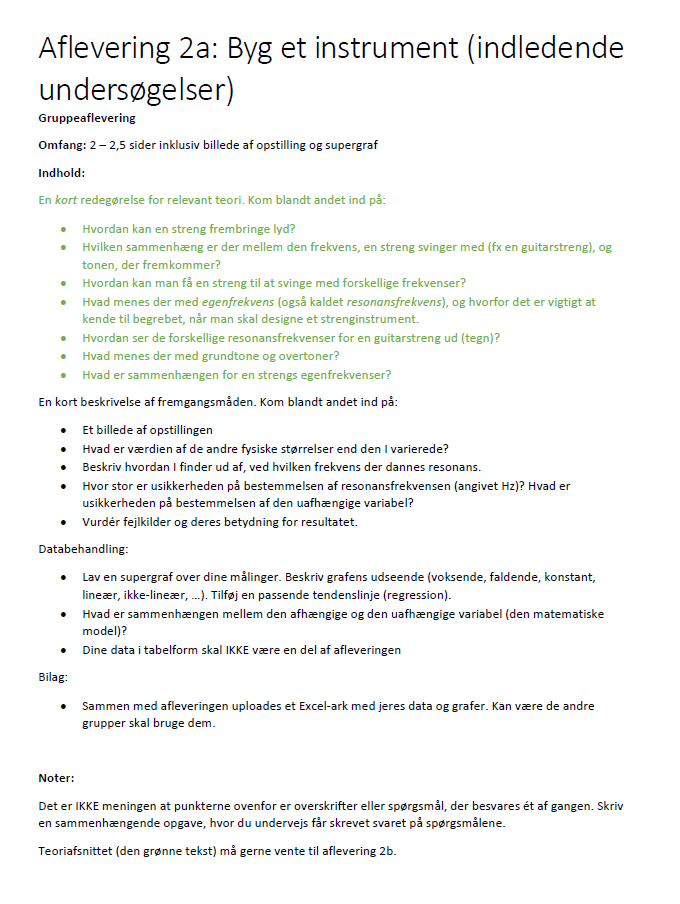 Aflevering 2a: Byg et instrument (indledende
undersøgelser)
Gruppeaflevering
Omfang: 2 – 2,5 sider inklusiv billede af opstilling og supergraf
Indhold:
En kort redegørelse for relevant teori. Kom blandt andet ind på:
• Hvordan kan en streng frembringe lyd?
• Hvilken sammenhæng er der mellem den frekvens, en streng svinger med (fx en guitarstreng), og
tonen, der fremkommer?
• Hvordan kan man få en streng til at svinge med forskellige frekvenser?
• Hvad menes der med egenfrekvens (også kaldet resonansfrekvens), og hvorfor det er vigtigt at
kende til begrebet, når man skal designe et strenginstrument.
• Hvordan ser de forskellige resonansfrekvenser for en guitarstreng ud (tegn)?
• Hvad menes der med grundtone og overtoner?
• Hvad er sammenhængen for en strengs egenfrekvenser?
En kort beskrivelse af fremgangsmåden. Kom blandt andet ind på:
• Et billede af opstillingen
• Hvad er værdien af de andre fysiske størrelser end den I varierede?
• Beskriv hvordan I finder ud af, ved hvilken frekvens der dannes resonans.
• Hvor stor er usikkerheden på bestemmelsen af resonansfrekvensen (angivet Hz)? Hvad er
usikkerheden på bestemmelsen af den uafhængige variabel?
• Vurdér fejlkilder og deres betydning for resultatet.
Databehandling:
• Lav en supergraf over dine målinger. Beskriv grafens udseende (voksende, faldende, konstant,
lineær, ikke-lineær, …). Tilføj en passende tendenslinje (regression).
• Hvad er sammenhængen mellem den afhængige og den uafhængige variabel (den matematiske
model)?
• Dine data i tabelform skal IKKE være en del af afleveringen
Bilag:
• Sammen med afleveringen uploades et Excel-ark med jeres data og grafer. Kan være de andre
grupper skal bruge dem.
Noter:
Det er IKKE meningen at punkterne ovenfor er overskrifter eller spørgsmål, der besvares ét af gangen. Skriv
en sammenhængende opgave, hvor du undervejs får skrevet svaret på spørgsmålene.
Teoriafsnittet (den grønne tekst) må gerne vente til aflevering 2b.